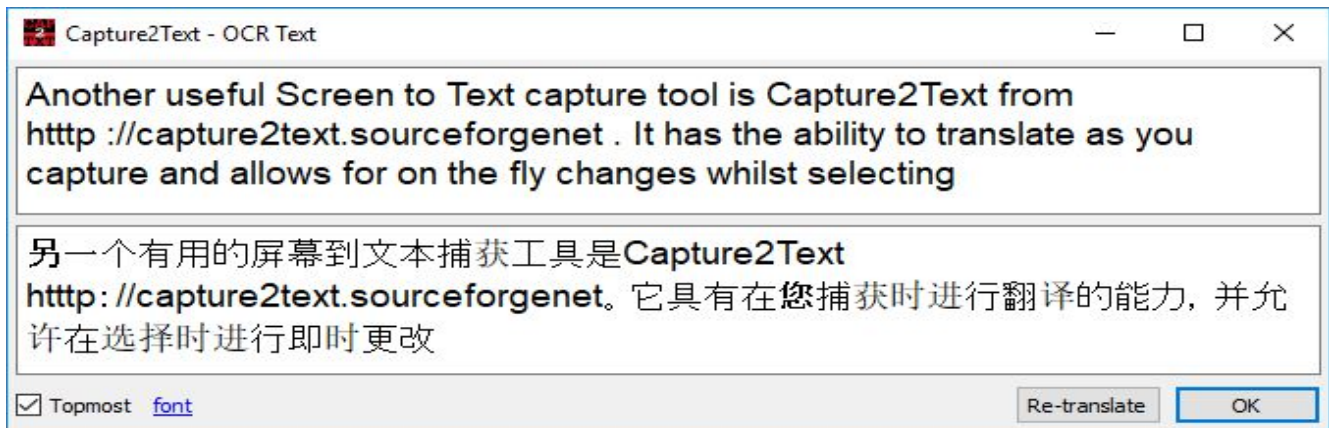 Capture2Text - OCR Text
Another useful Screen to Text capture tool is Capture2Text from
htttp ://capture2text.sourceforgenet . It has the ability to translate as you
capture and allows for on the fly changes whilst selecting
另一个有用的屏幕到文本捕获工具是Capture2Text
htttp: //capture2text.sourceforgenet。它具有在您捕获时进行翻译的能力, 并允
许在选择时进行即时更改
Topmost font Re-translate OK